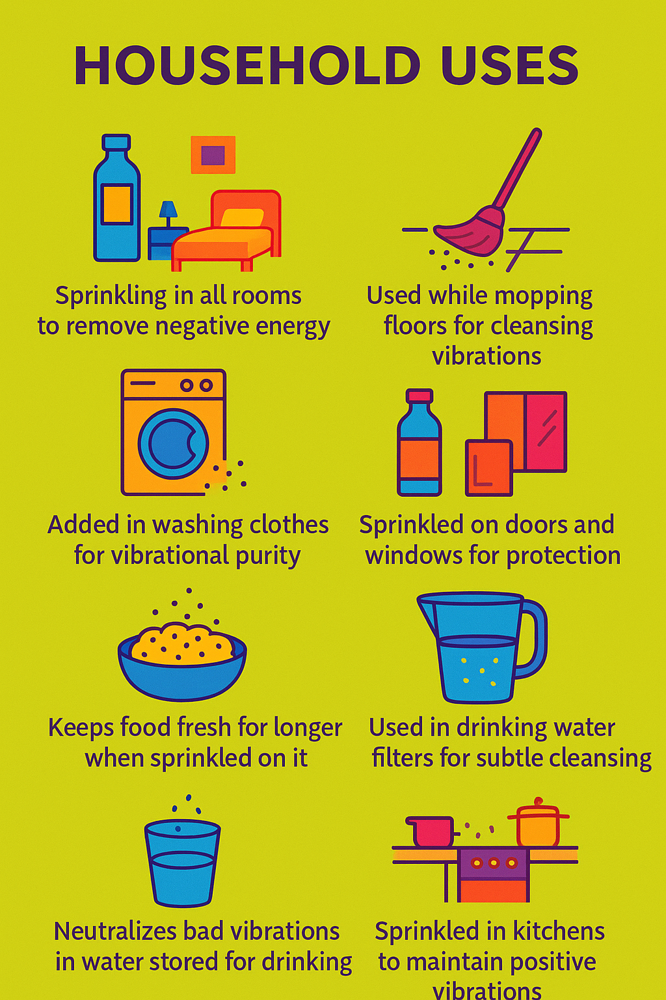 HOUSEHOLD USES
Sprinkling in all rooms
to remove negative energy
Used while mopping
floors for cleansing
vibrations
Added in washing clothes
for vibrational purity
Sprinkled on doors and
windows for protection
Keeps food fresh for longer
when sprinkled on it
Used in drinking water
filters for subtle cleansing
Neutralizes bad vibrations
in water stored for drinking
Sprinkled in kitchens
to maintain positive
vibrations